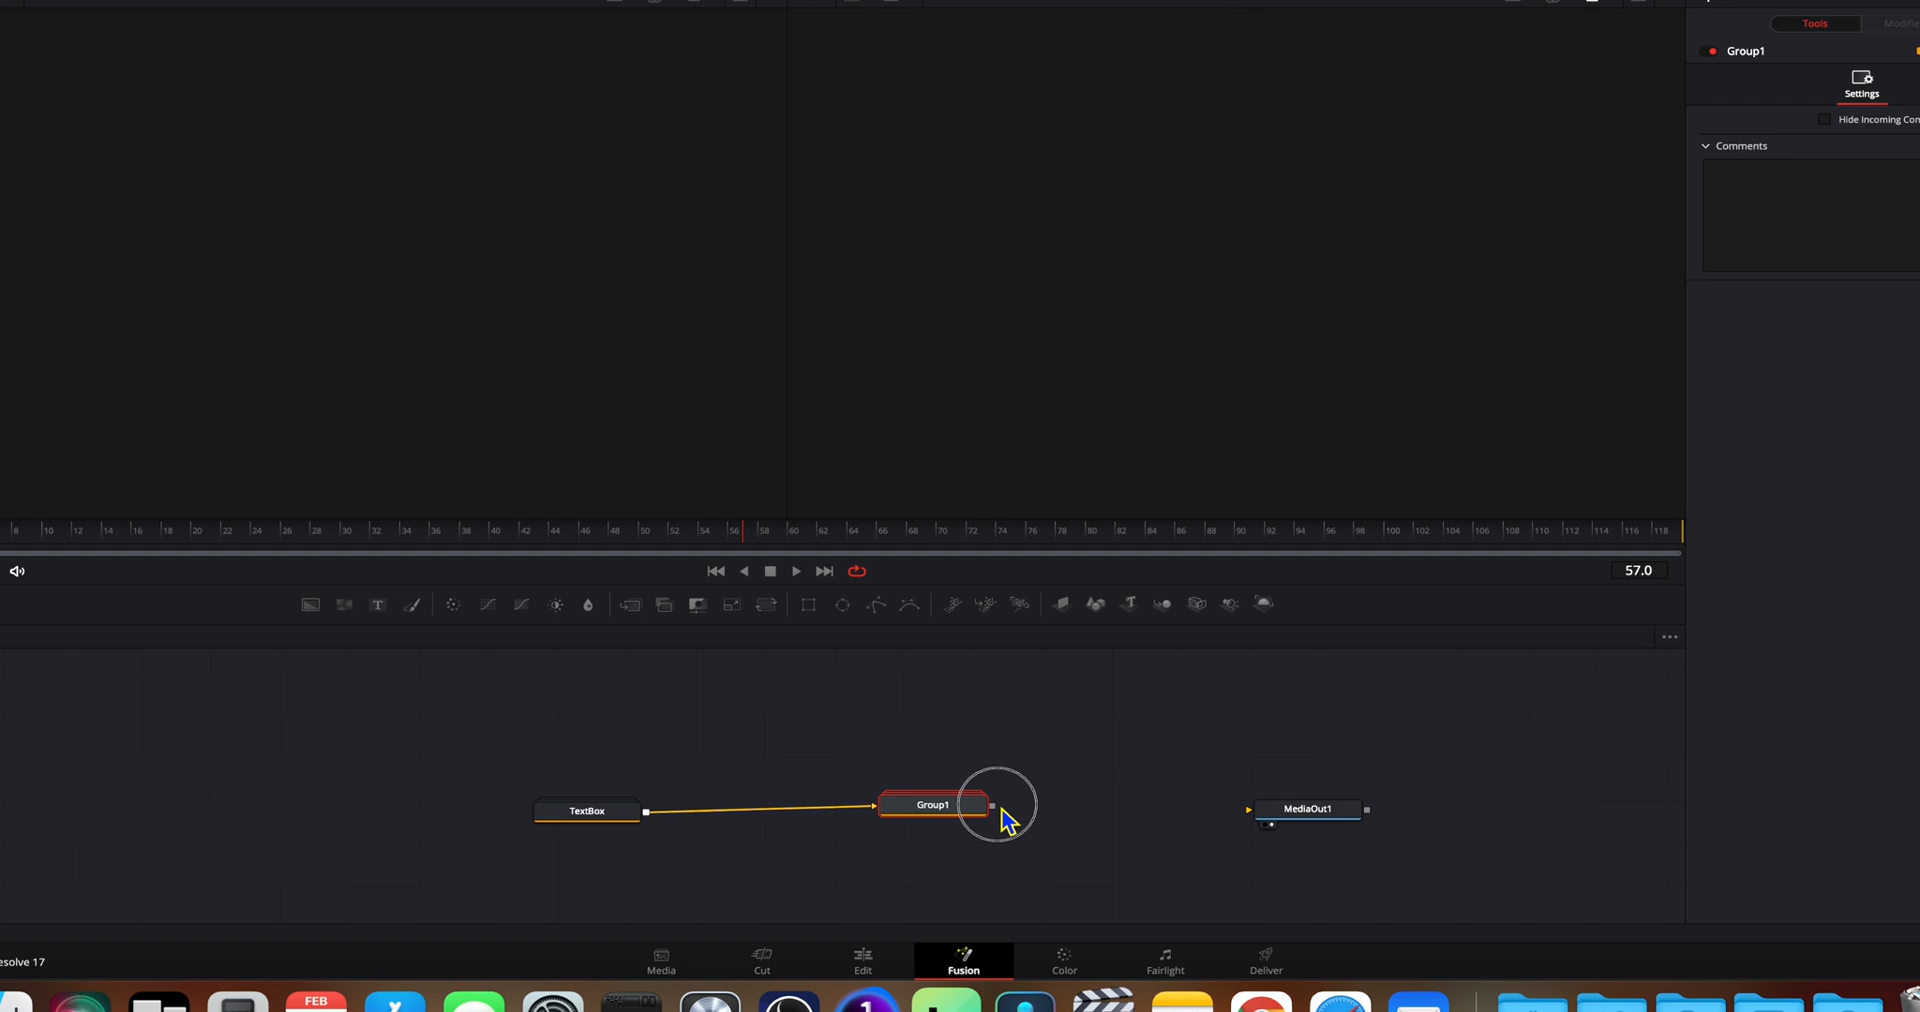 Tools
Modifie
Group1
Settings
Hide Incoming Con
Comments
8 10 12 14 16 18 20 22 24 26 28 30 32 34 36 38 40 42 44 46 48 50 52 54 56 58 60 62 64 66 68 70 72 74 76 78 80 82 84 86 88 90 92 94 96 98 100 102 104 106 108 110 112 114 116 118
57.0
T
TextBox
Group1
MediaOut1
esolve 17
Media
Cut
Edit
Fusion
Color
Fairlight
Deliver
FEB